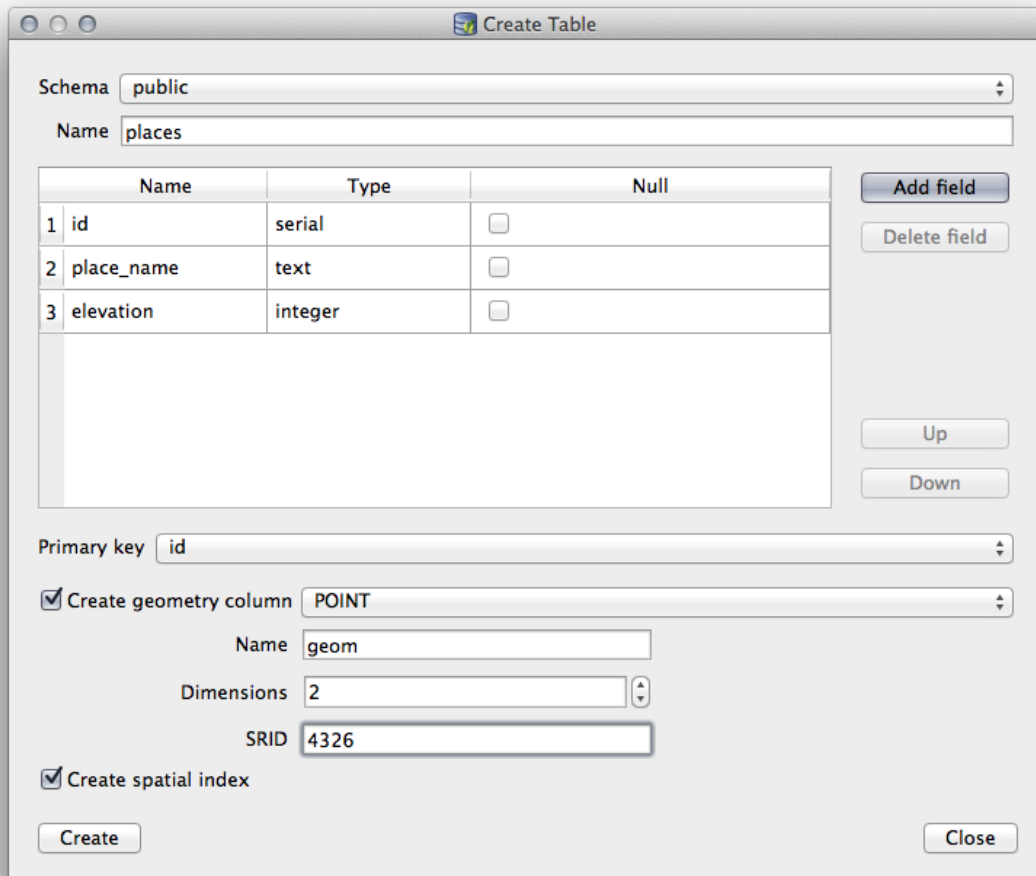 Create Table
Schema public
Name places
Name Type Null
Add field
1 id serial
Delete field
2 place_name text
3 elevation integer
Up
Down
Primary key id
Create geometry column POINT
Name geom
Dimensions 2
SRID 4326
Create spatial index
Create Close